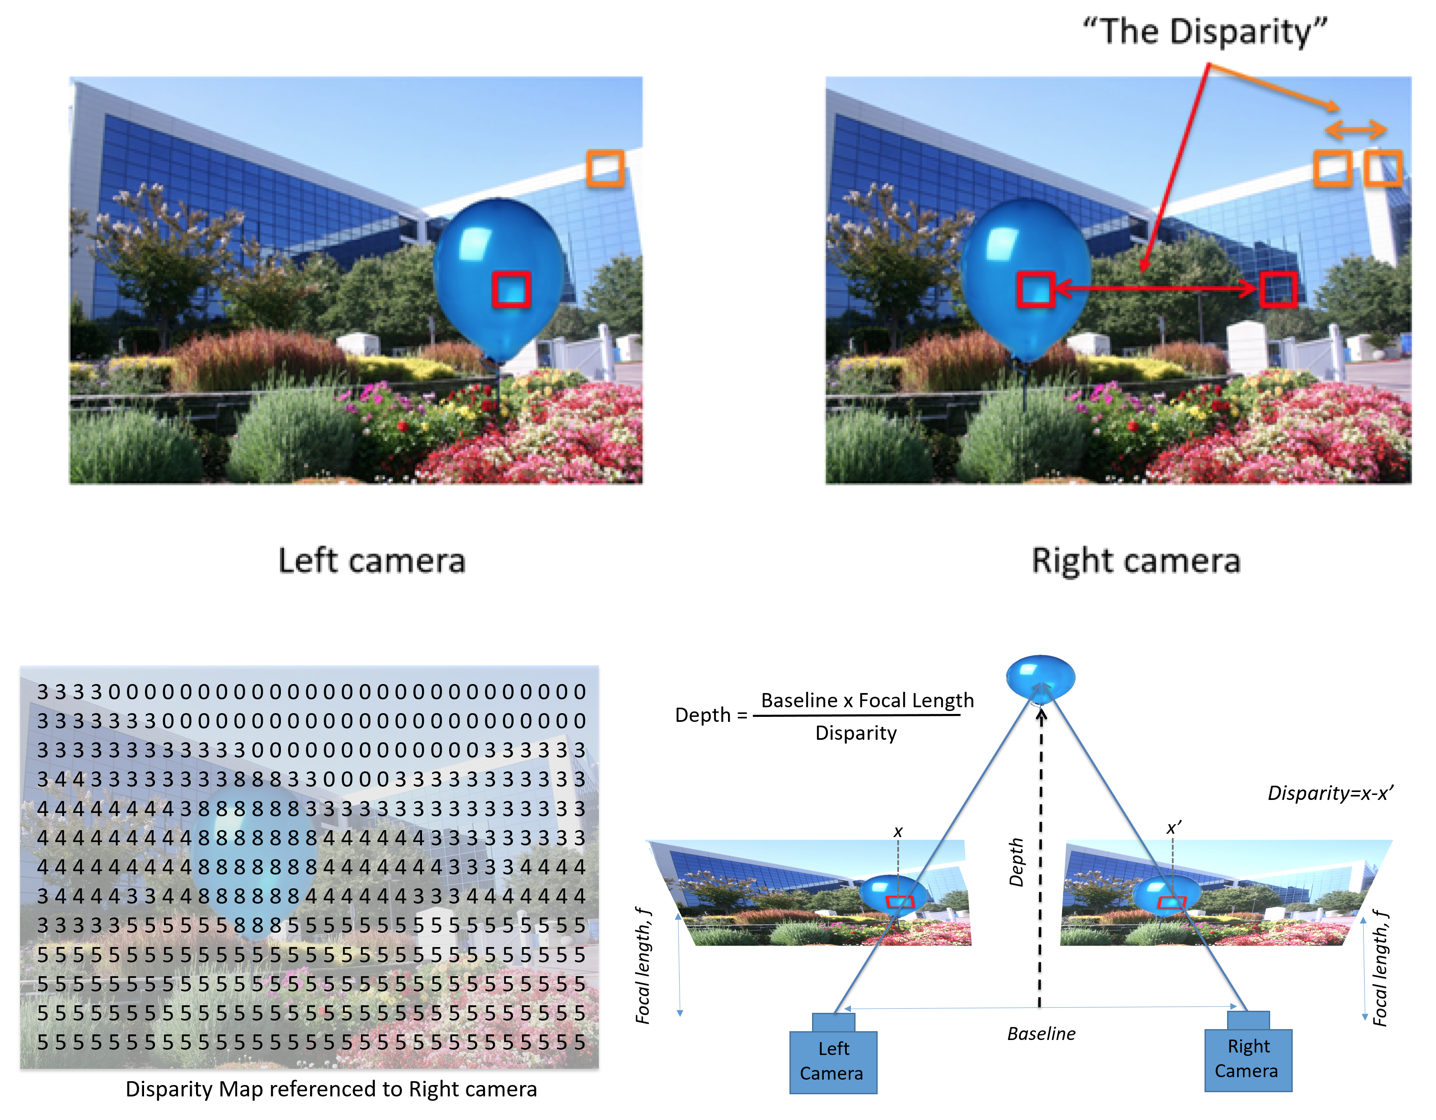 “The Disparity”
Left camera
Right camera
3 3 3 3 0 0 0 0 0 0 0 0 0 0 0 0 0 0 0 0 0 0 0 0 0 0 0 0 0 0 0
3 3 3 3 3 3 3 0 0 0 0 0 0 0 0 0 0 0 0 0 0 0 0 0 0 0 0 0 0 0 0
3 3 3 3 3 3 3 3 3 3 3 3 0 0 0 0 0 0 0 0 0 0 0 0 0 3 3 3 3 3 3
3 4 4 3 3 3 3 3 3 3 3 8 8 8 3 3 0 0 0 0 3 3 3 3 3 3 3 3 3 3 3
4 4 4 4 4 4 4 4 3 8 8 8 8 8 8 3 3 3 3 3 3 3 3 3 3 3 3 3 3 3 3
4 4 4 4 4 4 4 4 4 8 8 8 8 8 8 8 4 4 4 4 4 4 3 3 3 3 3 3 3 3 3
4 4 4 4 4 4 4 4 4 8 8 8 8 8 8 8 4 4 4 4 4 4 4 3 3 3 3 4 4 4 4
3 4 4 4 4 3 3 4 4 8 8 8 8 8 8 4 4 4 4 4 4 3 3 3 4 4 4 4 4 4 4
3 3 3 3 5 5 5 5 5 5 5 8 8 8 5 5 5 5 5 5 5 5 5 5 5 5 5 5 5 5 5
5 5 5 5 5 5 5 5 5 5 5 5 5 5 5 5 5 5 5 5 5 5 5 5 5 5 5 5 5 5 5
5 5 5 5 5 5 5 5 5 5 5 5 5 5 5 5 5 5 5 5 5 5 5 5 5 5 5 5 5 5 5
5 5 5 5 5 5 5 5 5 5 5 5 5 5 5 5 5 5 5 5 5 5 5 5 5 5 5 5 5 5 5
5 5 5 5 5 5 5 5 5 5 5 5 5 5 5 5 5 5 5 5 5 5 5 5 5 5 5 5 5 5 5
Disparity Map referenced to Right camera
Baseline x Focal Length
Depth =
Disparity
Disparity=x-x’
x
x’
Depth
Focal length, f
Focal length, f
Baseline
Left
Camera
Right
Camera